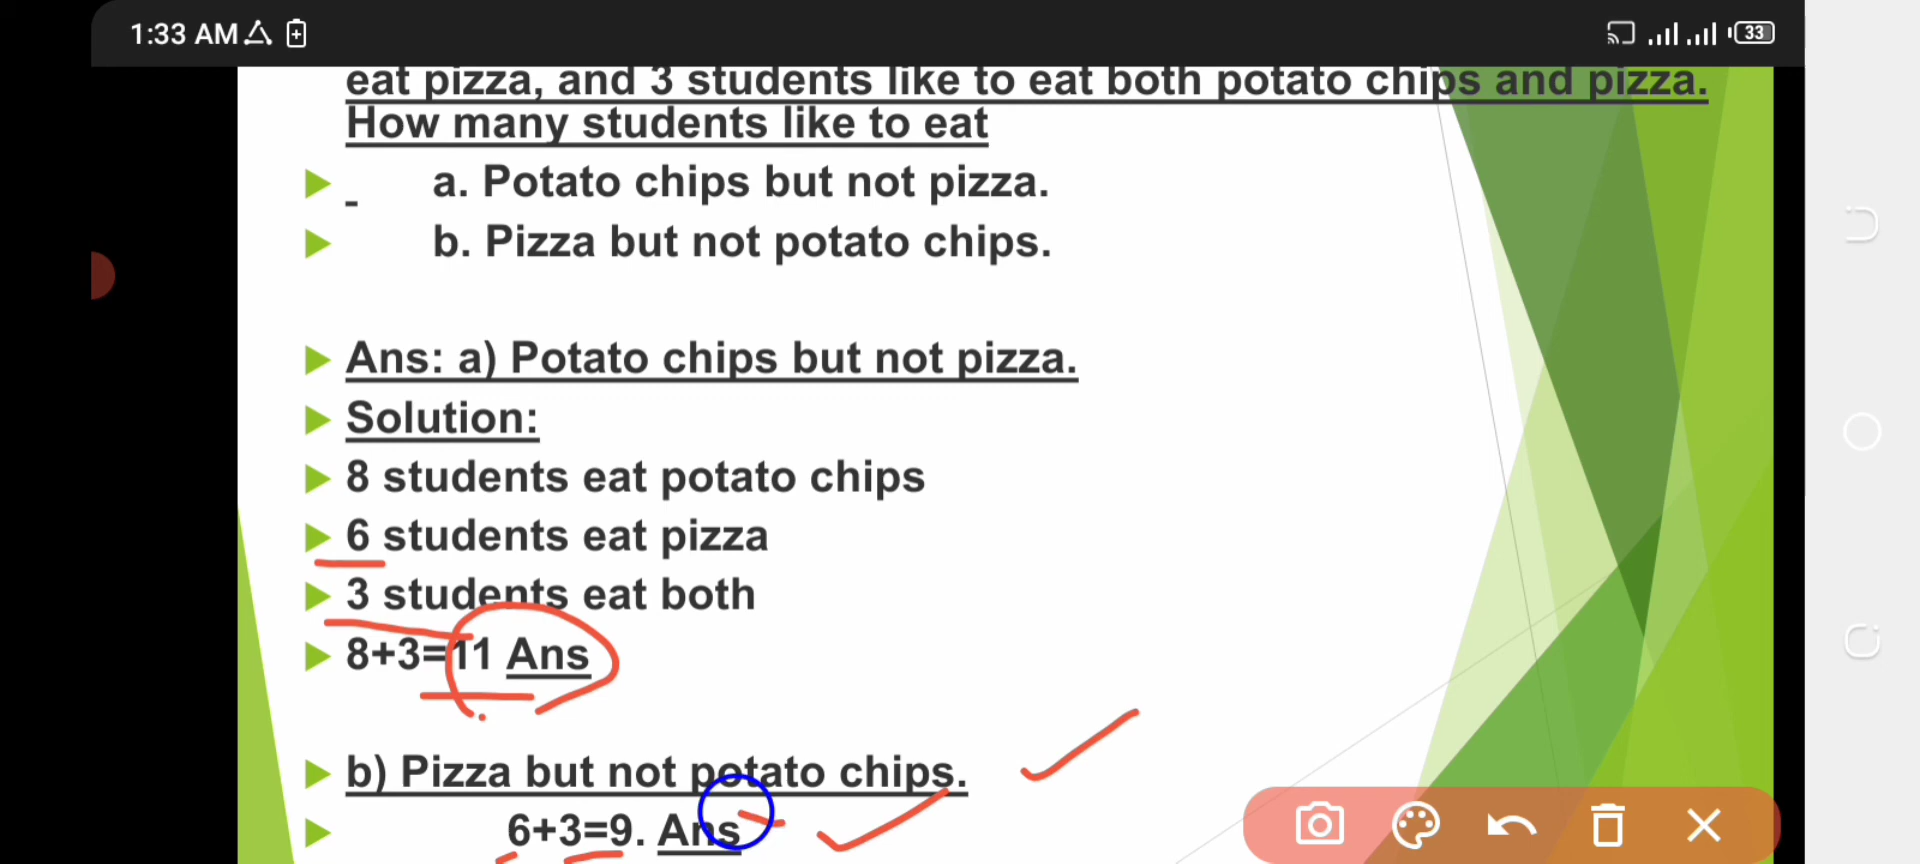 1:33 AM
33
eat pizza, and 3 students like to eat both potato chips and pizza.
How many students like to eat
a. Potato chips but not pizza.
b. Pizza but not potato chips.
Ans: a) Potato chips but not pizza.
Solution:
8 students eat potato chips
6 students eat pizza
3 students eat both
8+3=11 Ans
b) Pizza but not potato chips.
6+3=9. Ans